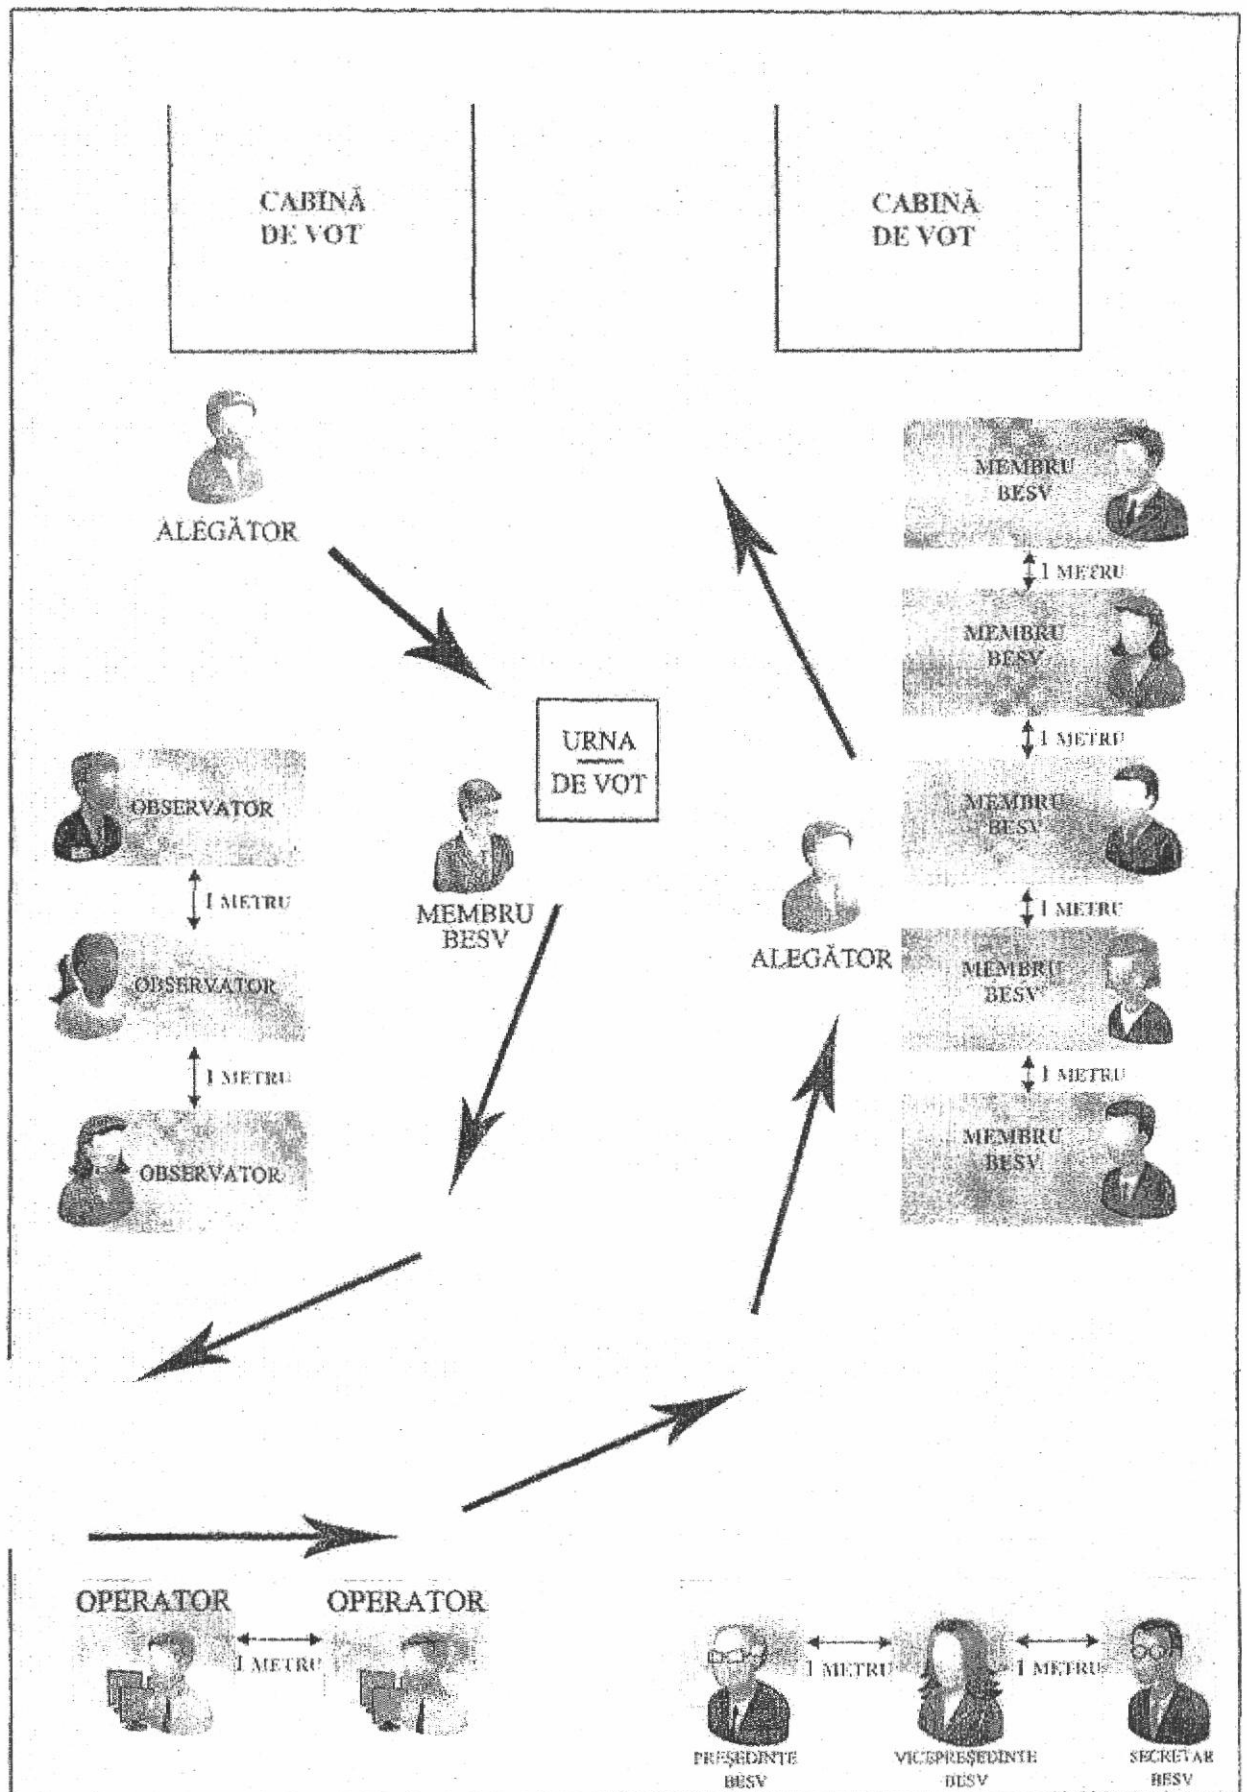 CABINĂ
DE VOT
CABINĂ
DE VOT
ALEGĂTOR
MEMBRU
BESV
1 METRU
MEMBRU
BESV
1 METRU
URNA
DE VOT
OBSERVATOR
1 METRU
OBSERVATOR
1 METRU
OBSERVATOR
MEMBRU
BESV
ALEGĂTOR
MEMBRU
BESV
1 METRU
MEMBRU
BESV
1 METRU
MEMBRU
BESV
OPERATOR
1 METRU
OPERATOR
1 METRU
1 METRU
PREȘEDINTE
BESV
VICEPREȘEDINTE
BESV
SECRETAR
BESV